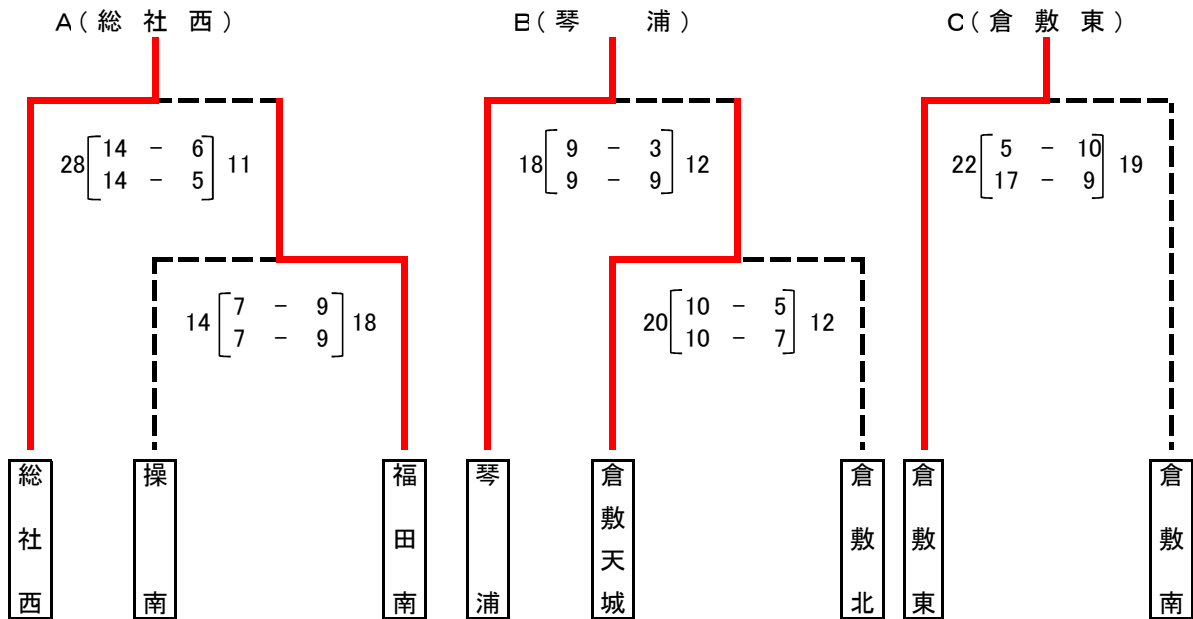 A(総社西)
B(琴浦)
C(倉敷東)
28 14 － 6 11
14 － 5
18 9 － 3 12
9 － 9
22 5 － 10 19
17 － 9
14 7 － 9 18
7 － 9
20 10 － 5 12
10 － 7
総社西
操南
福田南
琴浦
倉敷天城
倉敷北
倉敷東
倉敷南